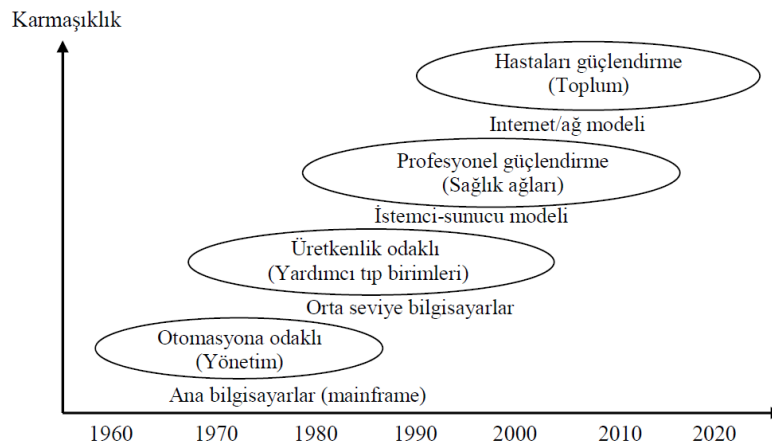 Karmaşıklık
Hastaları güçlendirme
(Toplum)
Internet/ağ modeli
Profesyonel güçlendirme
(Sağlık ağları)
İstemci-sunucu modeli
Üretkenlik odaklı
(Yardımcı tıp birimleri)
Orta seviye bilgisayarlar
Otomasyona odaklı
(Yönetim)
Ana bilgisayarlar (mainframe)
1960 1970 1980 1990 2000 2010 2020